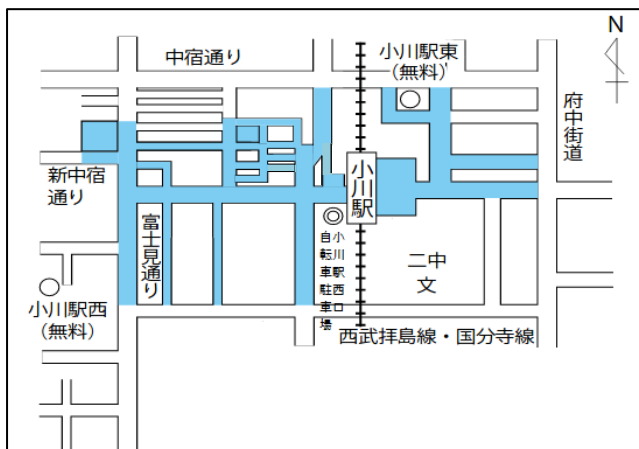 N
中宿通り
小川駅東
(無料)
府中街道
新中宿
通り
小川駅
富士見通り
小川駅西口
自転車駐車場
二中
文
小川駅西
(無料)
西武拝島線・国分寺線